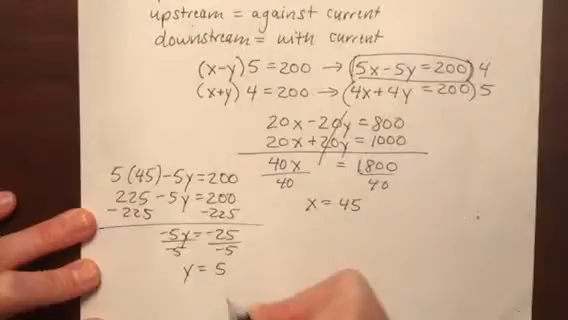 upstream = against current
downstream = with current
(x-y)5 = 200 → (5x-5y = 200)4
(x+y)4 = 200 → (4x+4y = 200)5
20x-20y = 800
20x+20y = 1000
40x = 1800
40 40
x = 45
5(45)-5y = 200
225 -5y = 200
-225 -225
-5y = -25
-5 -5
y = 5